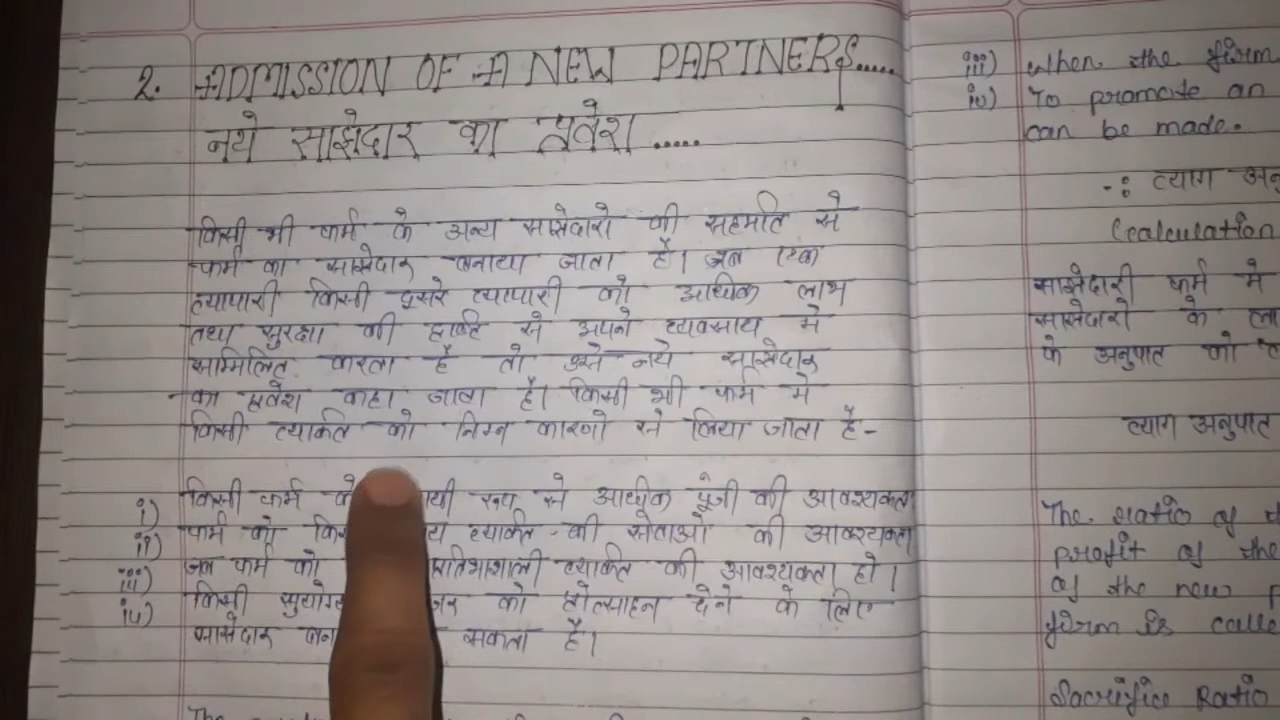 2. ADMISSION OF A NEW PARTNERS.....
नये साझेदार का प्रवेश.....
किसी भी फर्म के अन्य साझेदारो की सहमति से
फर्म का साझेदार बनाया जाता है। जब एक
व्यापारी किसी दूसरे व्यापारी को अधिक लाभ
तथा सुरक्षा की दृष्टि से अपने व्यवसाय मे
सम्मिलित करता है तो उसे नये साझेदार
का प्रवेश कहा जाता है। किसी भी फर्म मे
किसी व्यक्ति को निम्न कारणो से लिया जाता है-
i) किसी फर्म को यी रूप से अधिक पूंजी की आवश्यकता
ii) फर्म को य व्यक्ति की सेवाओ की आवश्यकता
iii) जब फर्म को प्रतिभाशाली व्यक्ति की आवश्यकता हो।
iv) किसी को प्रोत्साहन देने के लिए
साझेदार सकता है।
The
iii) when the firm
iv) To promote an
can be made.
-: त्याग अन
Ccalculation
साझेदारी फर्म मे
साझेदारो के ला
के अनुपात को
त्याग अनुपात
The ratio of
profit of the
of the new
firm is calle
Sacrifice Ratio